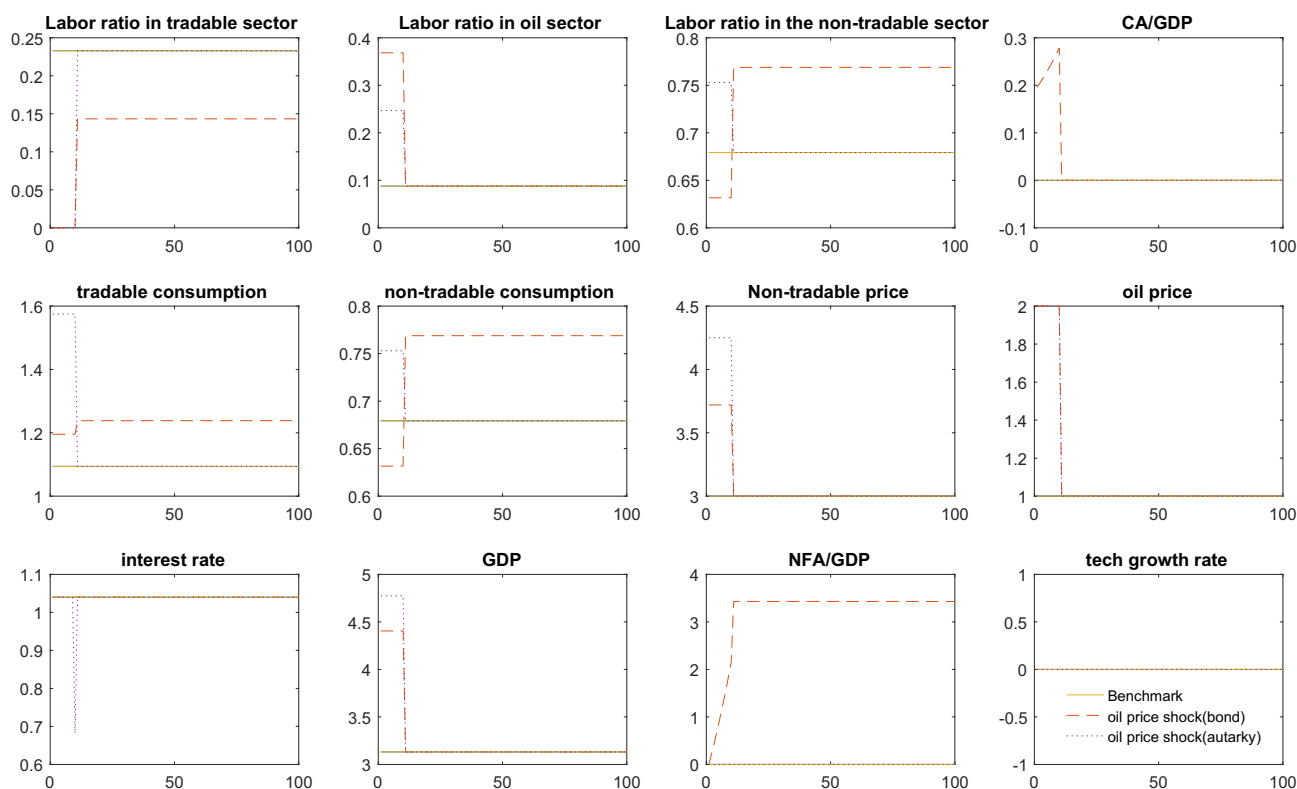 Labor ratio in tradable sector
0.25
0.2
0.15
0.1
0.05
0
0 50 100
Labor ratio in oil sector
0.4
0.3
0.2
0.1
0
0 50 100
Labor ratio in the non-tradable sector
0.8
0.75
0.7
0.65
0.6
0 50 100
CA/GDP
0.3
0.2
0.1
0
-0.1
0 50 100
tradable consumption
1.6
1.4
1.2
1
0 50 100
non-tradable consumption
0.8
0.75
0.7
0.65
0.6
0 50 100
Non-tradable price
4.5
4
3.5
3
0 50 100
oil price
2
1.8
1.6
1.4
1.2
1
0 50 100
interest rate
1.1
1
0.9
0.8
0.7
0.6
0 50 100
GDP
5
4.5
4
3.5
3
0 50 100
NFA/GDP
4
3
2
1
0
0 50 100
tech growth rate
1
0.5
0
-0.5
-1
0 50 100
Benchmark
oil price shock(bond)
oil price shock(autarky)